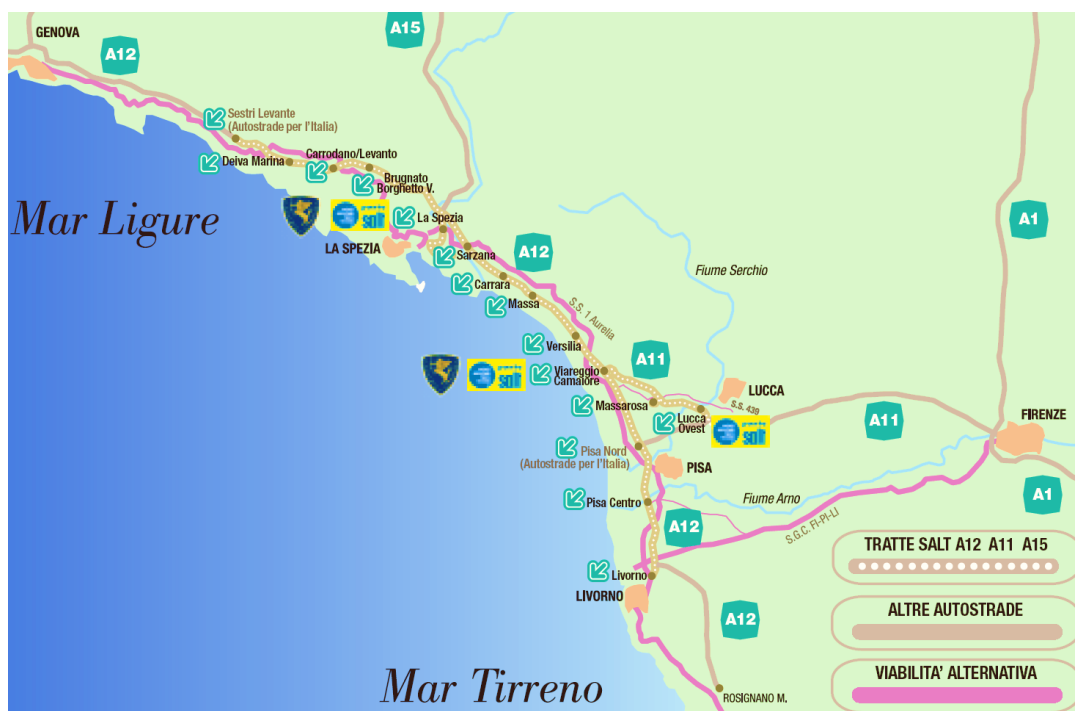 GENOVA
A12
A15
Sestri Levante
(Autostrade per l'Italia)
Deiva Marina
Carrodano/Levanto
Brugnato
Borghetto V.
A1
Mar Ligure
La Spezia
LA SPEZIA
Sarzana
A12
Carrara
Massa
Fiume Serchio
S.S. 1 Aurelia
Versilia
A11
Viareggio
Camaiore
salt
salt
salt
LUCCA
S.S. 439
Massarosa
Lucca
Ovest
A11
FIRENZE
Pisa Nord
(Autostrade per l'Italia)
PISA
A1
Pisa Centro
Fiume Arno
A12
S.G.C. FI-PI-LI
TRATTE SALT A12 A11 A15
Livorno
LIVORNO
ALTRE AUTOSTRADE
A12
VIABILITA' ALTERNATIVA
Mar Tirreno
ROSIGNANO M.